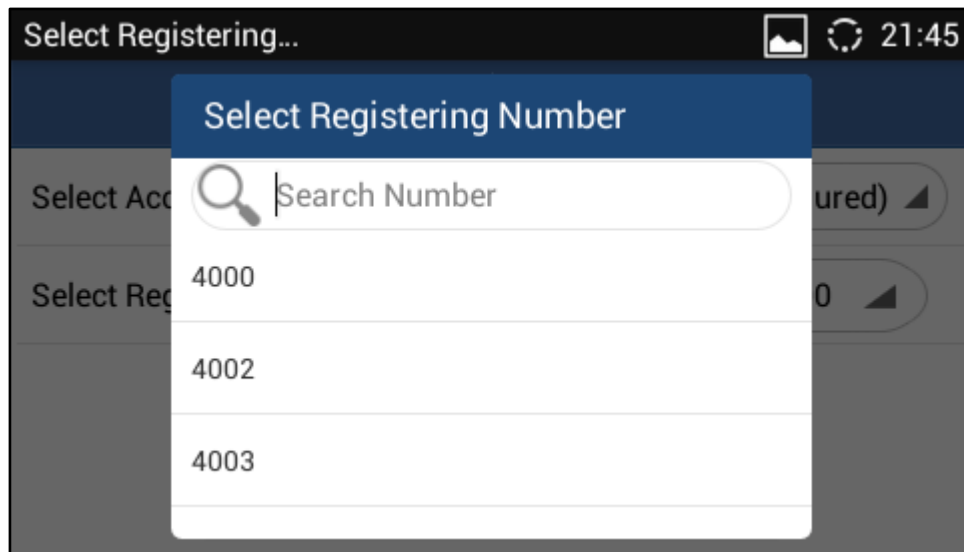 Select Registering... 21:45
Select Registering Number
Search Number
Select Acc ured)
4000
Select Reg 0
4002
4003